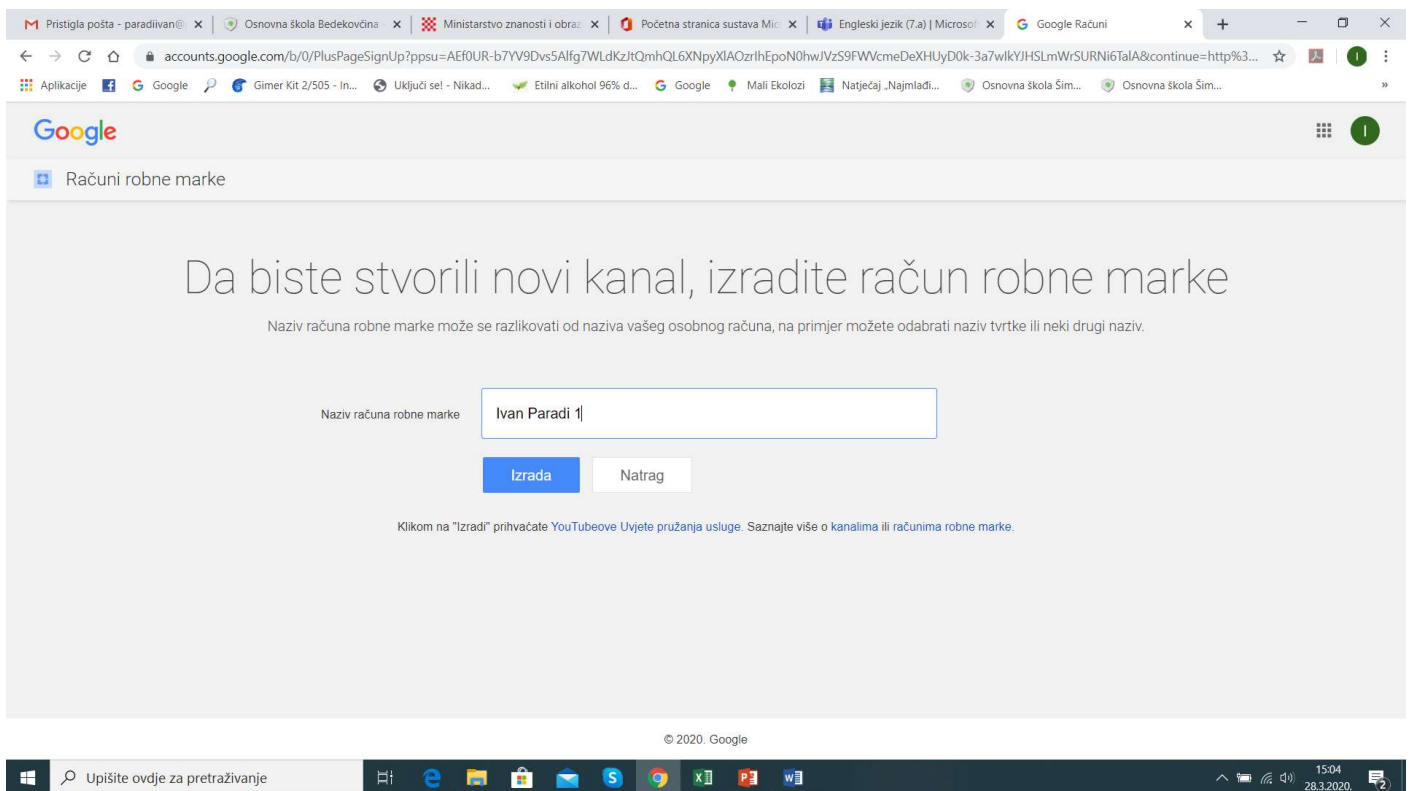 Pristigla pošta - paradiivan@
Osnovna škola Bedekovčina -
Ministarstvo znanosti i obraz
Početna stranica sustava Mic
Engleski jezik (7.a) | Microsof
Google Računi
accounts.google.com/b/0/PlusPageSignUp?ppsu=AEf0UR-b7YV9Dvs5Alfg7WLdKzJtQmhQL6XNpyXlAOzrIhEpoN0hwJVzS9FWVcmeDeXHUyD0k-3a7wlkYJHSLmWrSURNi6TalA&continue=http%3...
I
Aplikacije
Google
Gimer Kit 2/505 - In...
Uključi se! - Nikad...
Etilni alkohol 96% d...
Google
Mali Ekolozi
Natječaj „Najmlađi...
Osnovna škola Šim...
Osnovna škola Šim...
»
Google
I
Računi robne marke
Da biste stvorili novi kanal, izradite račun robne marke
Naziv računa robne marke može se razlikovati od naziva vašeg osobnog računa, na primjer možete odabrati naziv tvrtke ili neki drugi naziv.
Naziv računa robne marke
Ivan Paradi 1
Izrada
Natrag
Klikom na "Izradi" prihvaćate YouTubeove Uvjete pružanja usluge. Saznajte više o kanalima ili računima robne marke.
© 2020. Google
Upišite ovdje za pretraživanje
15:04
28.3.2020.
2